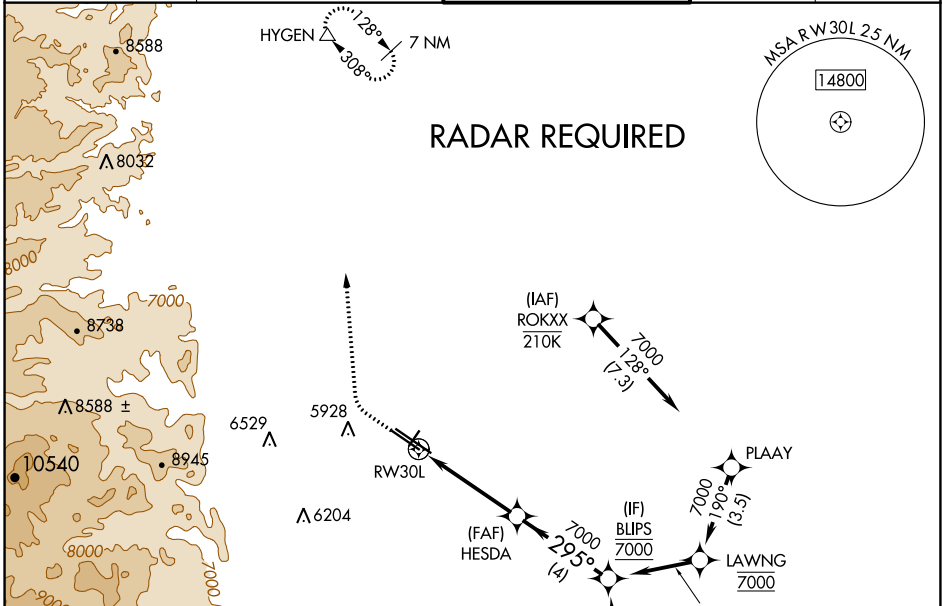 8588
HYGEN
128°
308°
7 NM
MSA RW30L 25 NM
14800
RADAR REQUIRED
8032
8000
7000
8738
(IAF)
ROKXX
210K
7000
128°
(7.3)
8588 ±
6529
5928
10540
8945
RW30L
PLAAY
7000
190°
(3.5)
6204
(FAF)
HESDA
7000
295°
(4)
(IF)
BLIPS
7000
LAWNG
7000
8000
7000
9000